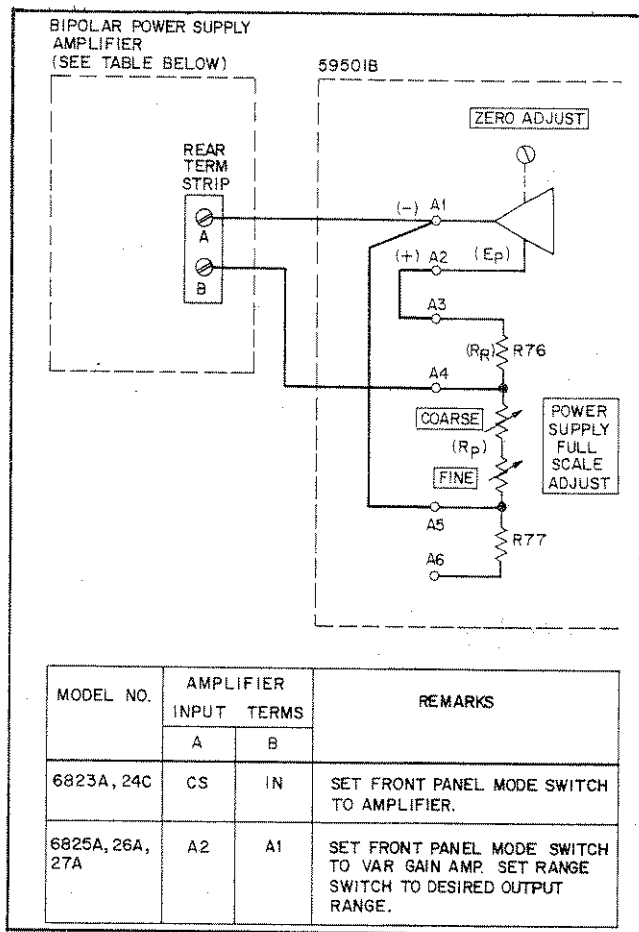 BIPOLAR POWER SUPPLY
AMPLIFIER
(SEE TABLE BELOW)
59501B
ZERO ADJUST
REAR
TERM
STRIP
A
B
(-) A1
(+) A2 (Ep)
A3
(RR) R76
A4
COARSE
(Rp)
FINE
POWER
SUPPLY
FULL
SCALE
ADJUST
A5
R77
A6
MODEL NO.
AMPLIFIER
INPUT TERMS
A B
REMARKS
6823A, 24C CS IN SET FRONT PANEL MODE SWITCH
TO AMPLIFIER.
6825A, 26A, A2 A1 SET FRONT PANEL MODE SWITCH
27A TO VAR GAIN AMP. SET RANGE
SWITCH TO DESIRED OUTPUT
RANGE.